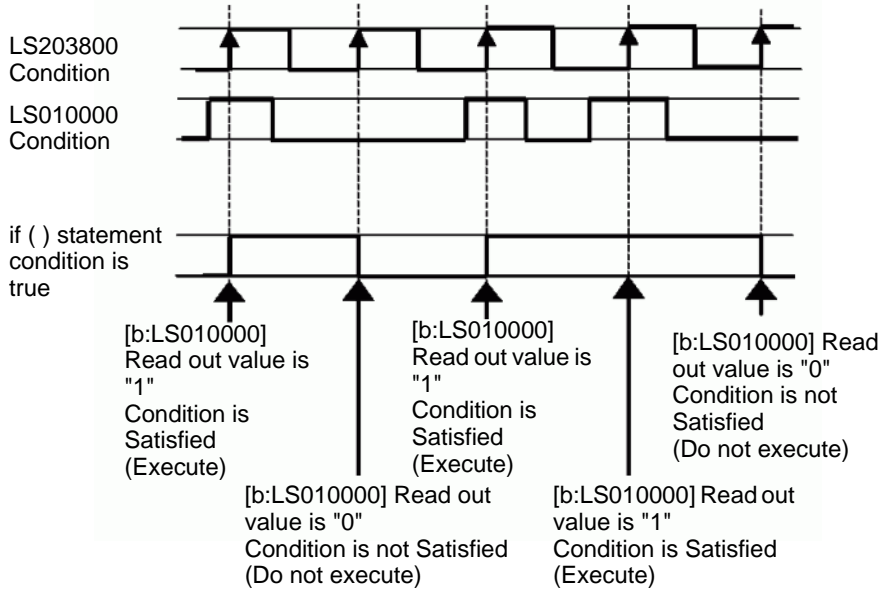 LS203800
Condition
LS010000
Condition
if ( ) statement
condition is
true
[b:LS010000]
Read out value is
"1"
Condition is
Satisfied
(Execute)
[b:LS010000] Read out
value is "0"
Condition is not Satisfied
(Do not execute)
[b:LS010000]
Read out value is
"1"
Condition is
Satisfied
(Execute)
[b:LS010000] Read out
value is "1"
Condition is Satisfied
(Execute)
[b:LS010000] Read
out value is "0"
Condition is not
Satisfied
(Do not execute)